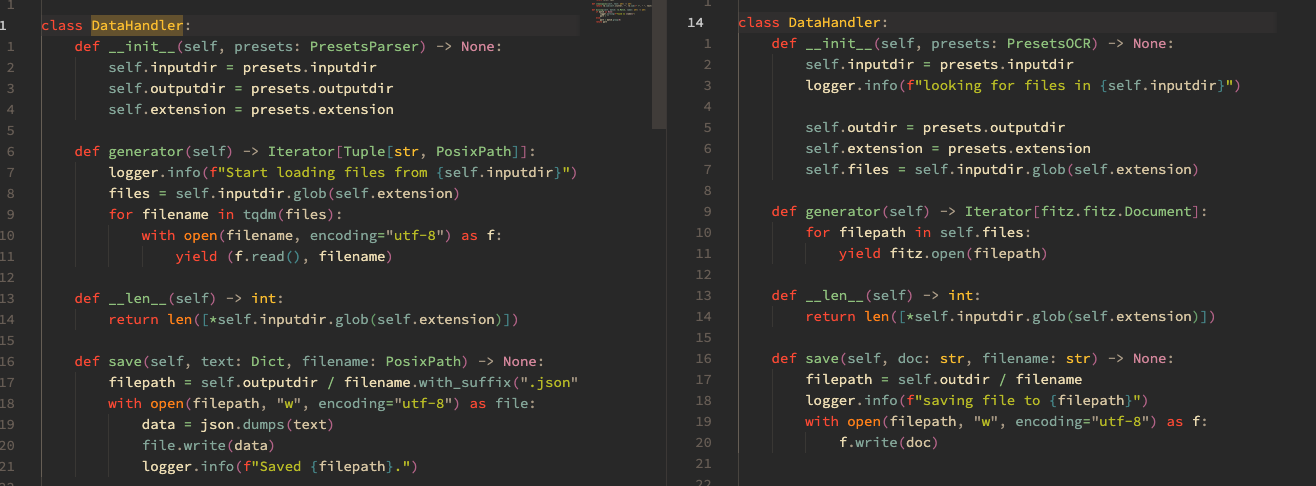 1
1 class DataHandler:
1     def __init__(self, presets: PresetsParser) -> None:
2         self.inputdir = presets.inputdir
3         self.outputdir = presets.outputdir
4         self.extension = presets.extension
5
6     def generator(self) -> Iterator[Tuple[str, PosixPath]]:
7         logger.info(f"Start loading files from {self.inputdir}")
8         files = self.inputdir.glob(self.extension)
9         for filename in tqdm(files):
10             with open(filename, encoding="utf-8") as f:
11                 yield (f.read(), filename)
12
13     def __len__(self) -> int:
14         return len([*self.inputdir.glob(self.extension)])
15
16     def save(self, text: Dict, filename: PosixPath) -> None:
17         filepath = self.outputdir / filename.with_suffix(".json"
18         with open(filepath, "w", encoding="utf-8") as file:
19             data = json.dumps(text)
20             file.write(data)
21             logger.info(f"Saved {filepath}.")
22
1
14 class DataHandler:
1     def __init__(self, presets: PresetsOCR) -> None:
2         self.inputdir = presets.inputdir
3         logger.info(f"looking for files in {self.inputdir}")
4
5         self.outdir = presets.outputdir
6         self.extension = presets.extension
7         self.files = self.inputdir.glob(self.extension)
8
9     def generator(self) -> Iterator[fitz.fitz.Document]:
10         for filepath in self.files:
11             yield fitz.open(filepath)
12
13     def __len__(self) -> int:
14         return len([*self.inputdir.glob(self.extension)])
15
16     def save(self, doc: str, filename: str) -> None:
17         filepath = self.outdir / filename
18         logger.info(f"saving file to {filepath}")
19         with open(filepath, "w", encoding="utf-8") as f:
20             f.write(doc)
21
22